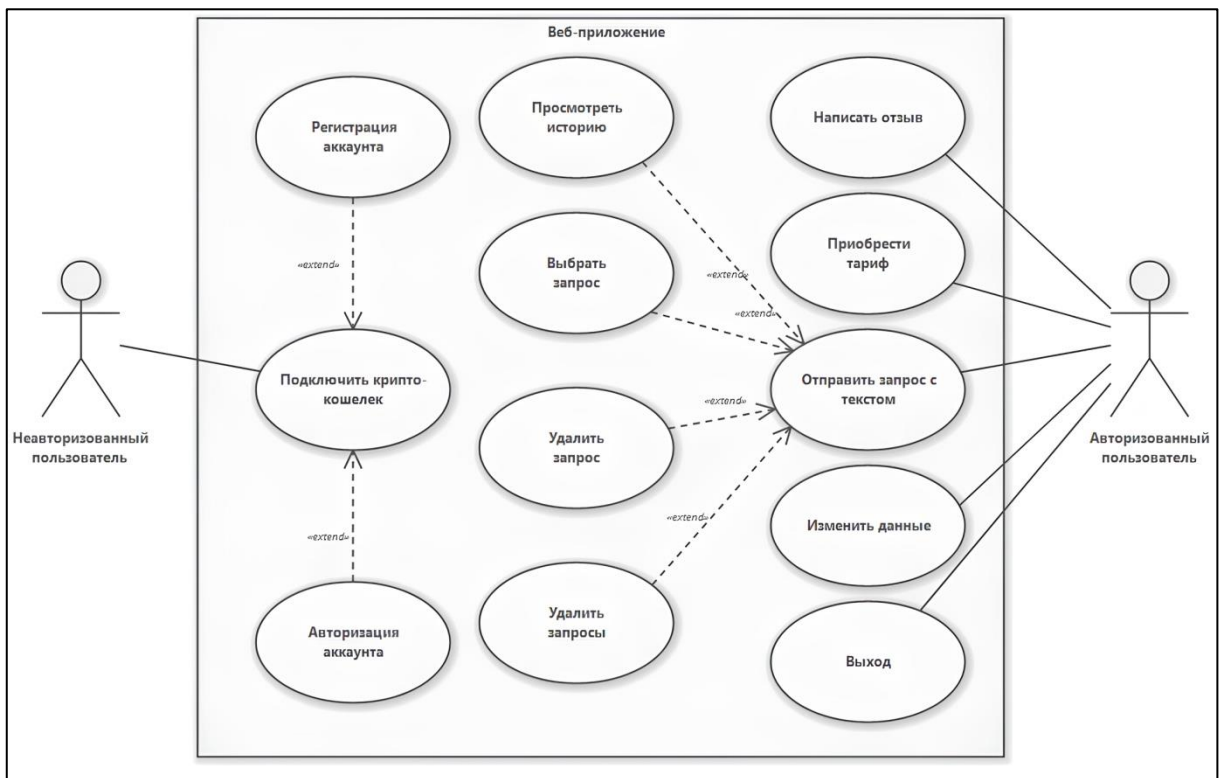 Веб-приложение
Регистрация
аккаунта
«extend»
Подключить крипто-
кошелек
«extend»
Авторизация
аккаунта
Неавторизованный
пользователь
Просмотреть
историю
«extend»
Выбрать
запрос
«extend»
Удалить
запрос
«extend»
Удалить
запросы
«extend»
Написать отзыв
Приобрести
тариф
Отправить запрос с
текстом
Изменить данные
Выход
Авторизованный
пользователь